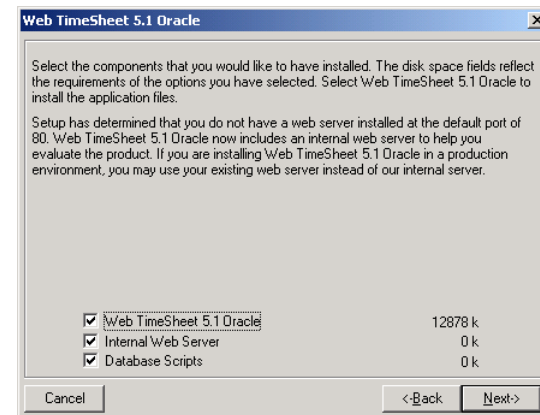 Web TimeSheet 5.1 Oracle
Select the components that you would like to have installed. The disk space fields reflect
the requirements of the options you have selected. Select Web TimeSheet 5.1 Oracle to
install the application files.
Setup has determined that you do not have a web server installed at the default port of
80. Web TimeSheet 5.1 Oracle now includes an internal web server to help you
evaluate the product. If you are installing Web TimeSheet 5.1 Oracle in a production
environment, you may use your existing web server instead of our internal server.
Web TimeSheet 5.1 Oracle 12878 k
Internal Web Server 0 k
Database Scripts 0 k
Cancel <-Back Next->